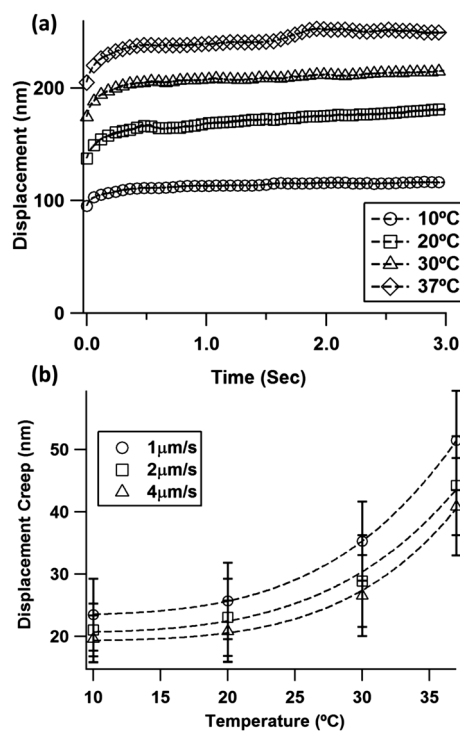 (a)
200
100
0
Displacement (nm)
10ºC
20ºC
30ºC
37ºC
0.0
1.0
2.0
3.0
Time (Sec)
(b)
50
40
30
20
Displacement Creep (nm)
1μm/s
2μm/s
4μm/s
10
15
20
25
30
35
Temperature (ºC)